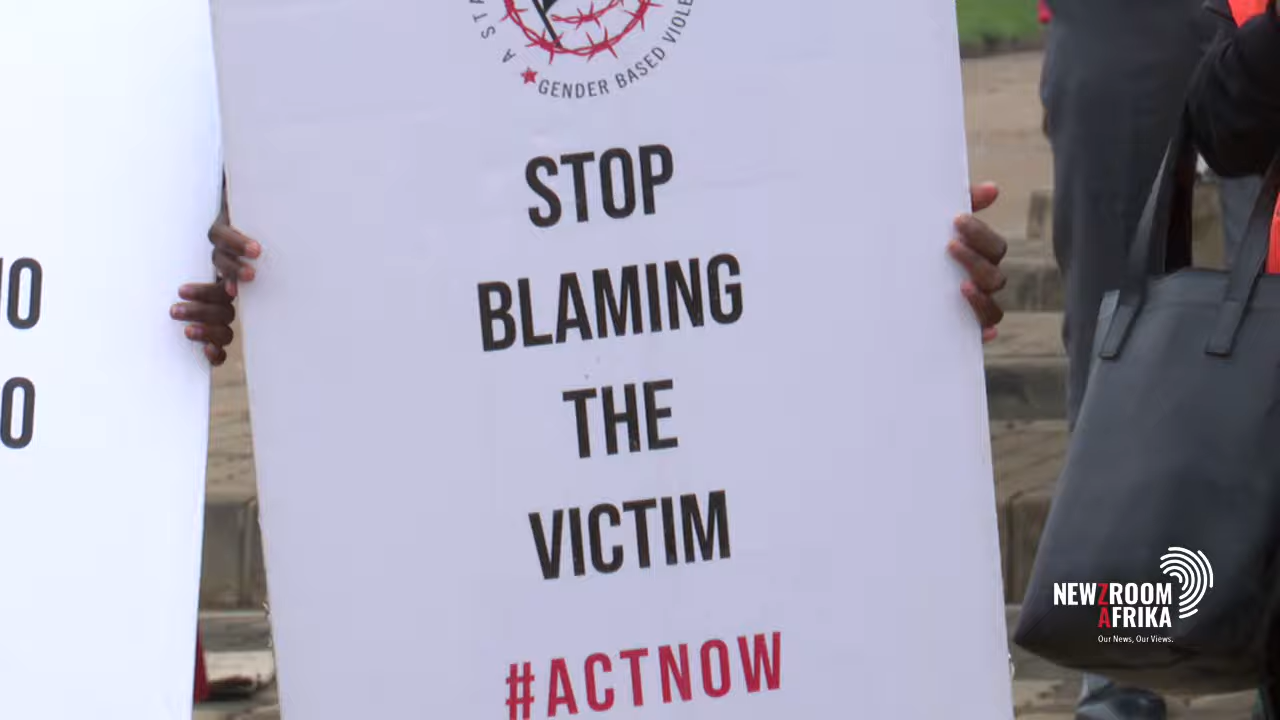 GENDER BASED
STOP
BLAMING
THE
VICTIM
#ACTNOW
NEWZROOM
AFRIKA
Our News, Our Views.